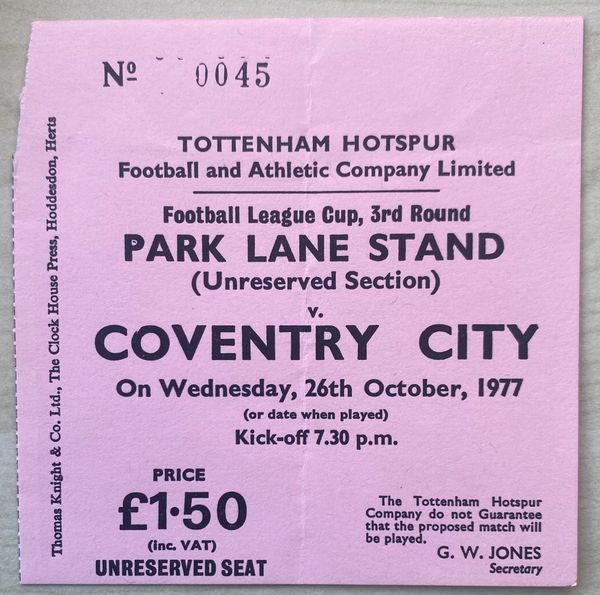 Nº 0045
TOTTENHAM HOTSPUR
Football and Athletic Company Limited
Football League Cup, 3rd Round
PARK LANE STAND
(Unreserved Section)
v.
COVENTRY CITY
On Wednesday, 26th October, 1977
(or date when played)
Kick-off 7.30 p.m.
PRICE
£1·50
(inc. VAT)
UNRESERVED SEAT
The Tottenham Hotspur
Company do not Guarantee
that the proposed match will
be played.
G. W. JONES
Secretary
Thomas Knight & Co. Ltd., The Clock House Press, Hoddesdon, Herts